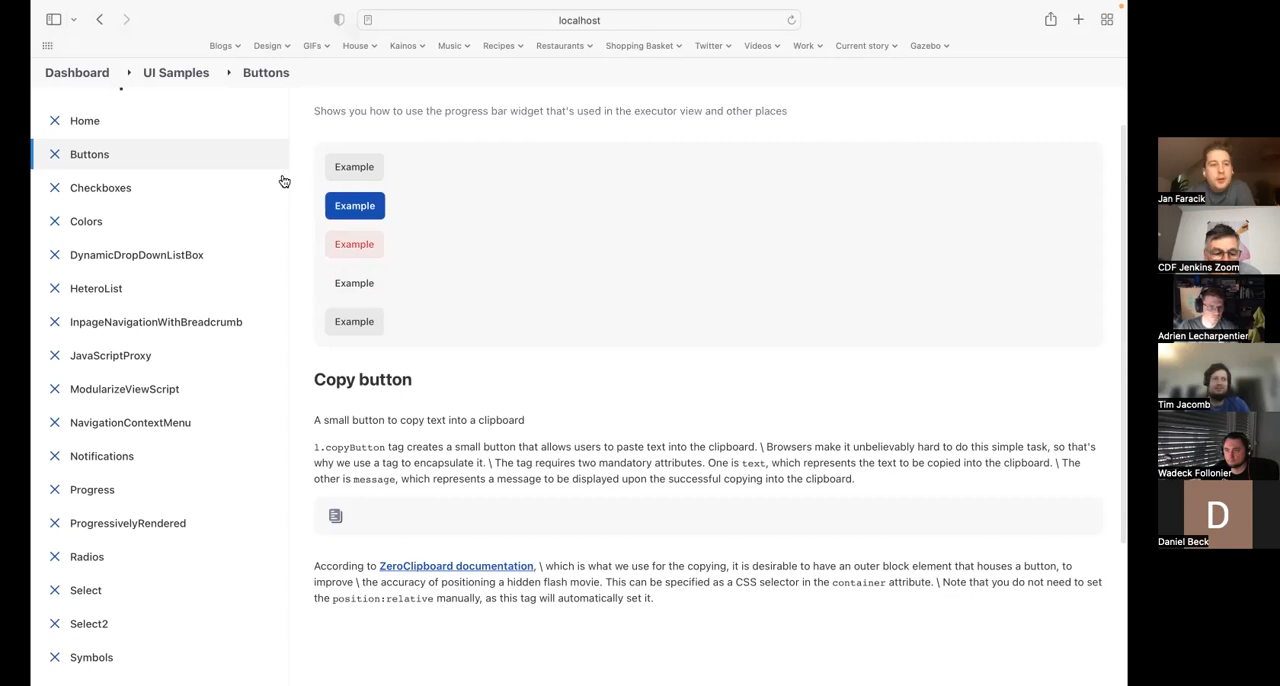 localhost
Blogs Design GIFs House Kainos Music Recipes Restaurants Shopping Basket Twitter Videos Work Current story Gazebo
Dashboard UI Samples Buttons
Home
Buttons
Checkboxes
Colors
DynamicDropDownListBox
HeteroList
InpageNavigationWithBreadcrumb
JavaScriptProxy
ModularizeViewScript
NavigationContextMenu
Notifications
Progress
ProgressivelyRendered
Radios
Select
Select2
Symbols
Shows you how to use the progress bar widget that's used in the executor view and other places
Example
Example
Example
Example
Example
Copy button
A small button to copy text into a clipboard
l.copyButton tag creates a small button that allows users to paste text into the clipboard. \ Browsers make it unbelievably hard to do this simple task, so that's
why we use a tag to encapsulate it. \ The tag requires two mandatory attributes. One is text, which represents the text to be copied into the clipboard. \ The
other is message, which represents a message to be displayed upon the successful copying into the clipboard.
According to ZeroClipboard documentation, \ which is what we use for the copying, it is desirable to have an outer block element that houses a button, to
improve \ the accuracy of positioning a hidden flash movie. This can be specified as a CSS selector in the container attribute. \ Note that you do not need to set
the position:relative manually, as this tag will automatically set it.
Jan Faracik
CDF Jenkins Zoom
Adrien Lecharpentier
Tim Jacomb
Wadeck Follonier
D
Daniel Beck